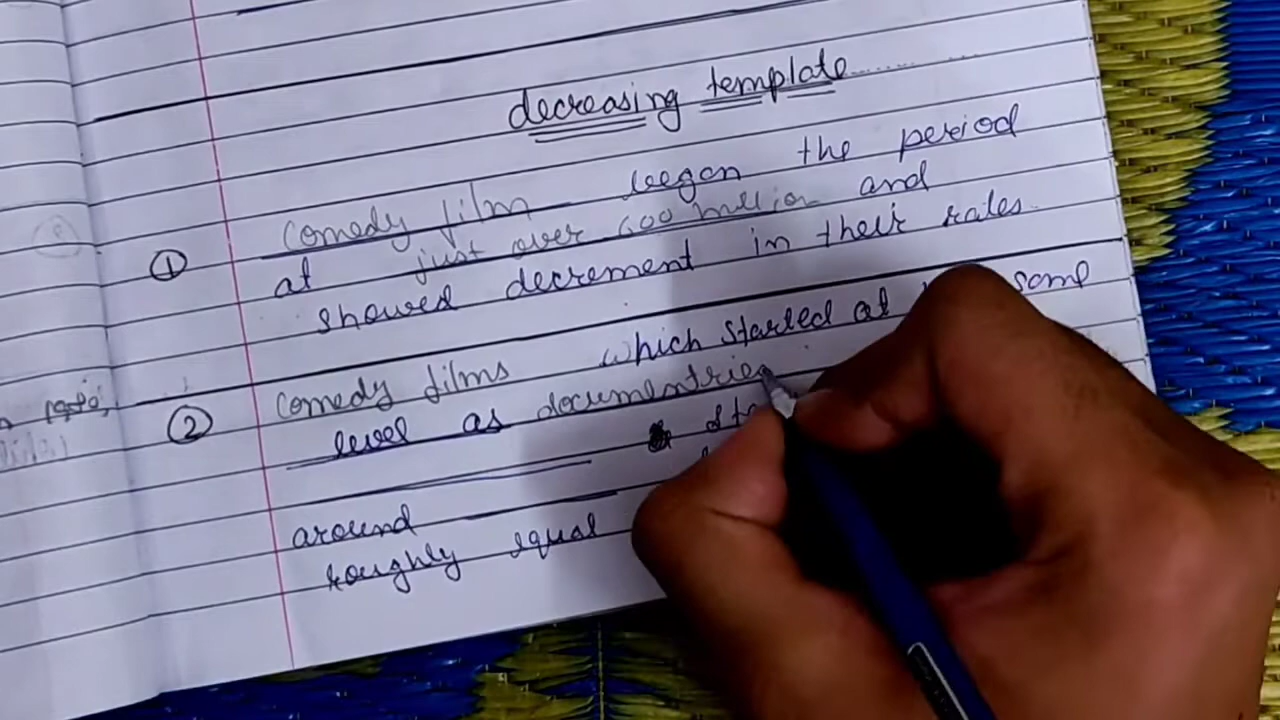 decreasing template..............
① comedy film began the period
at just over 600 million and
showed decrement in their rates.
② comedy films which started at same
level as documentries
around
roughly equal